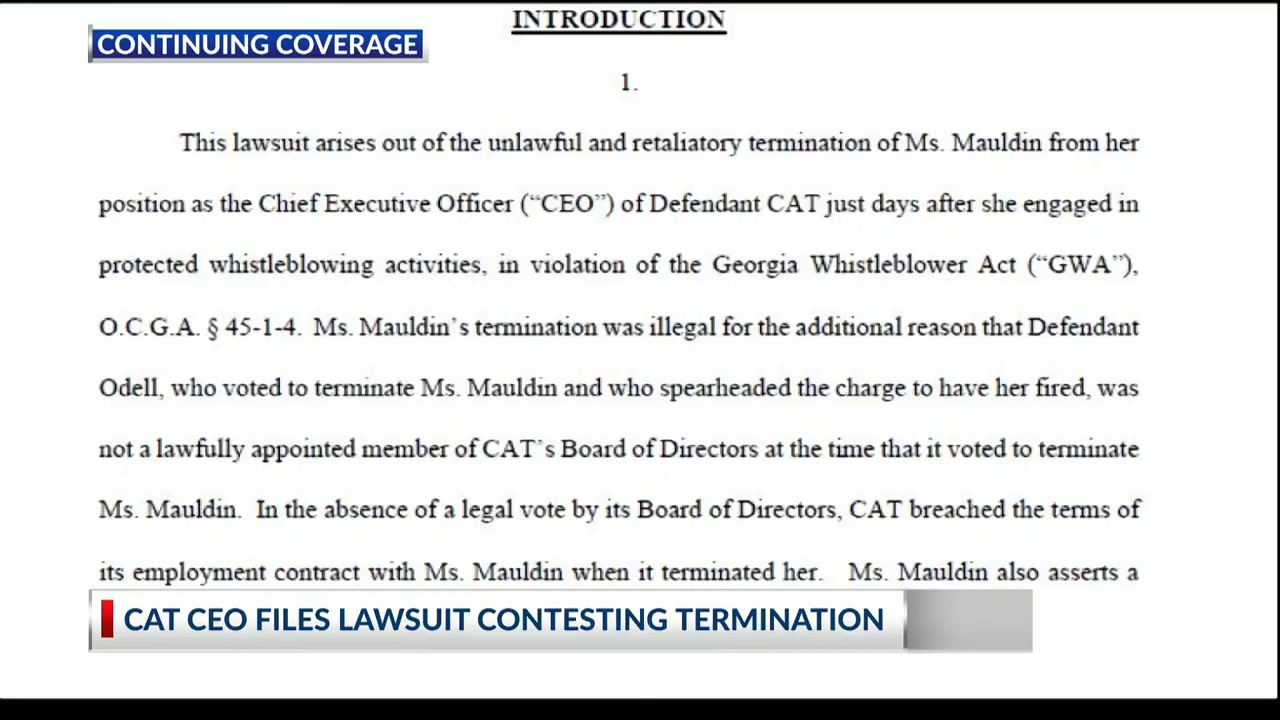 INTRODUCTION
CONTINUING COVERAGE
1.
This lawsuit arises out of the unlawful and retaliatory termination of Ms. Mauldin from her
position as the Chief Executive Officer (“CEO”) of Defendant CAT just days after she engaged in
protected whistleblowing activities, in violation of the Georgia Whistleblower Act (“GWA”),
O.C.G.A. § 45-1-4. Ms. Mauldin’s termination was illegal for the additional reason that Defendant
Odell, who voted to terminate Ms. Mauldin and who spearheaded the charge to have her fired, was
not a lawfully appointed member of CAT’s Board of Directors at the time that it voted to terminate
Ms. Mauldin. In the absence of a legal vote by its Board of Directors, CAT breached the terms of
its employment contract with Ms. Mauldin when it terminated her. Ms. Mauldin also asserts a
CAT CEO FILES LAWSUIT CONTESTING TERMINATION